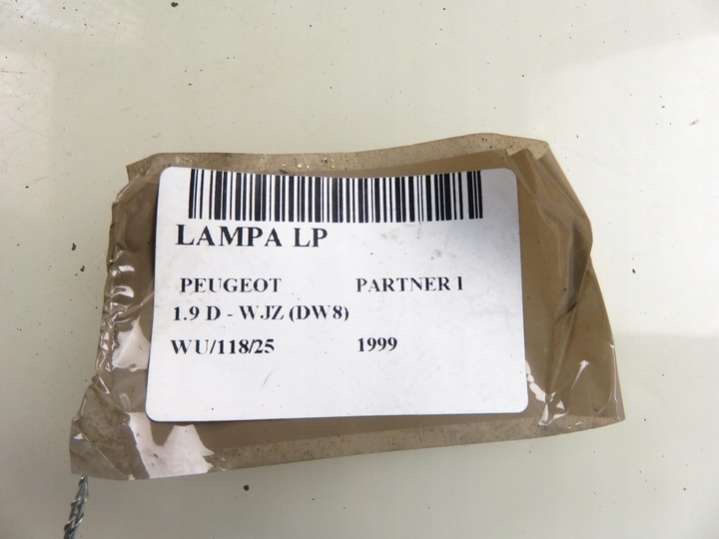 LAMPA LP
PEUGEOT PARTNER I
1.9 D - WJZ (DW8)
WU/118/25 1999